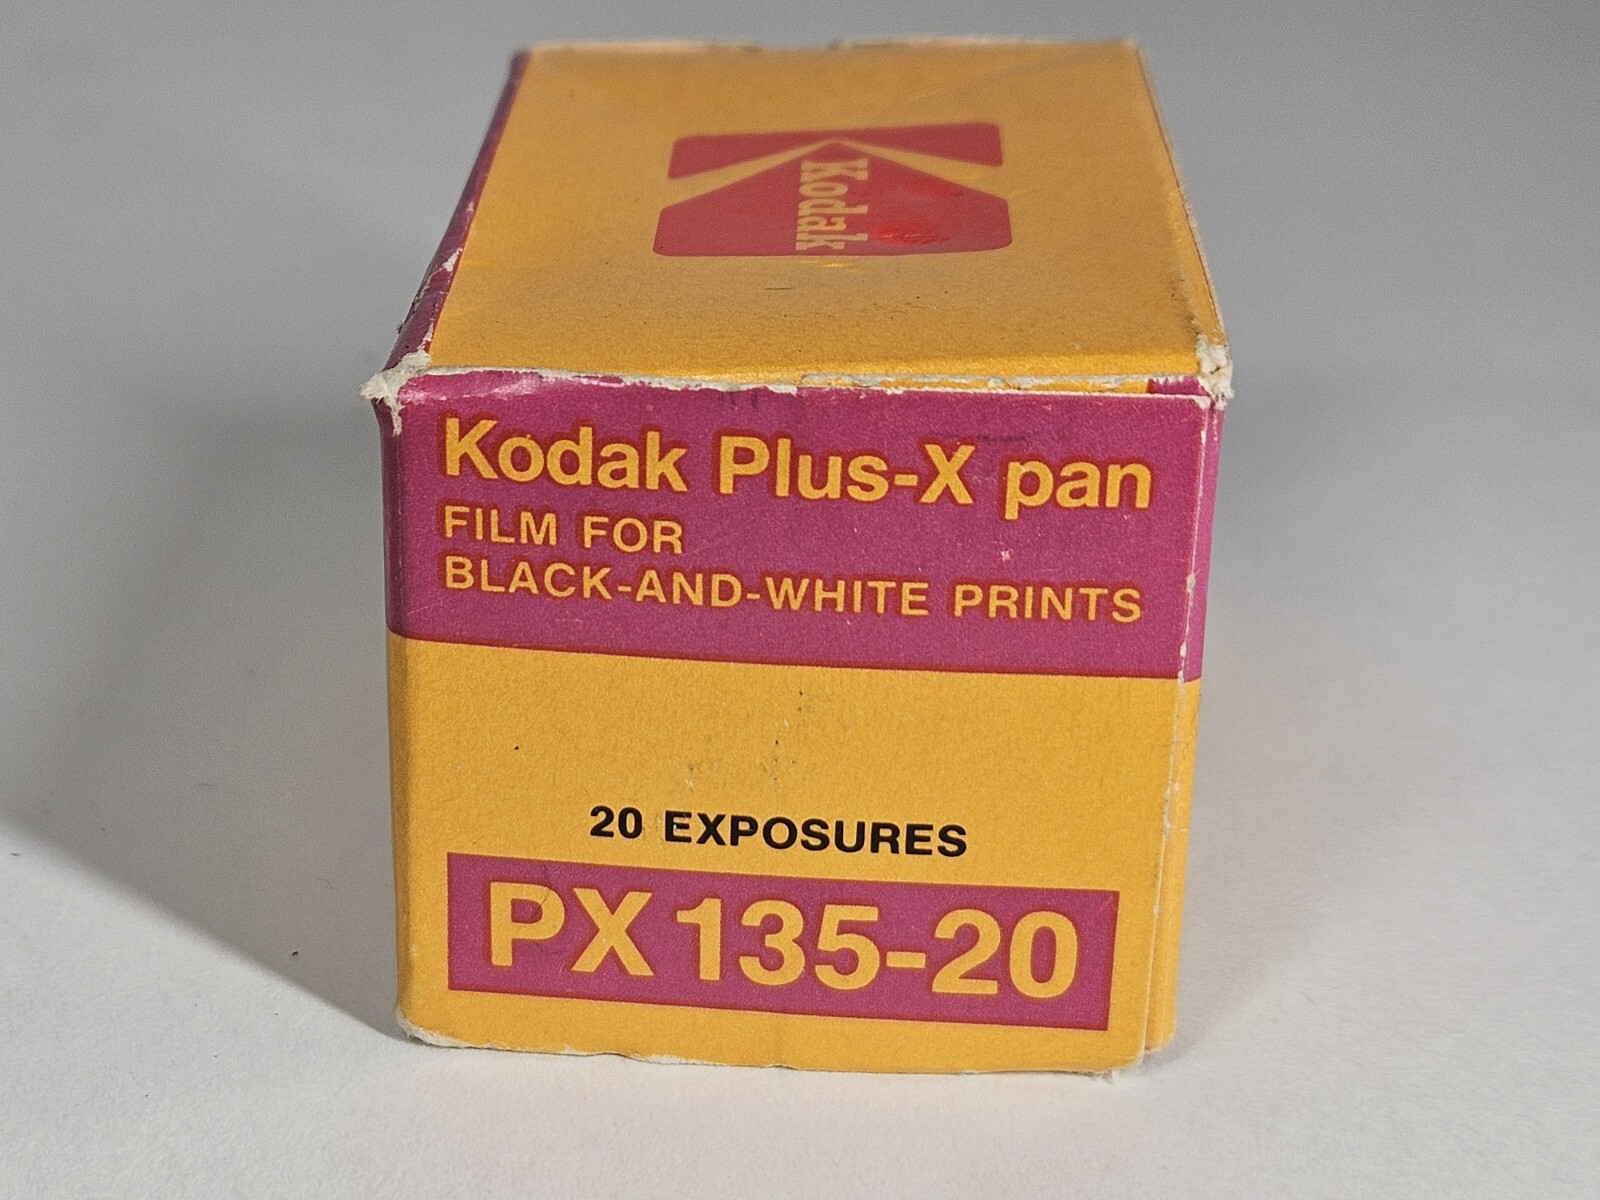 Kodak
Kodak Plus-X pan
FILM FOR
BLACK-AND-WHITE PRINTS
20 EXPOSURES
PX 135-20